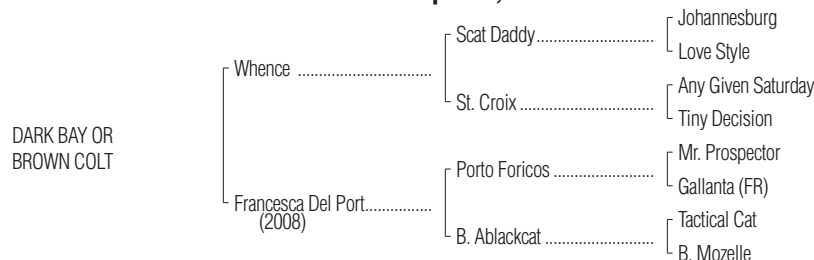 Johannesburg
Scat Daddy
Love Style
Whence
Any Given Saturday
St. Croix
Tiny Decision
DARK BAY OR
BROWN COLT
Mr. Prospector
Porto Foricos
Gallanta (FR)
Francesca Del Port
(2008)
Tactical Cat
B. Ablackcat
B. Mozelle